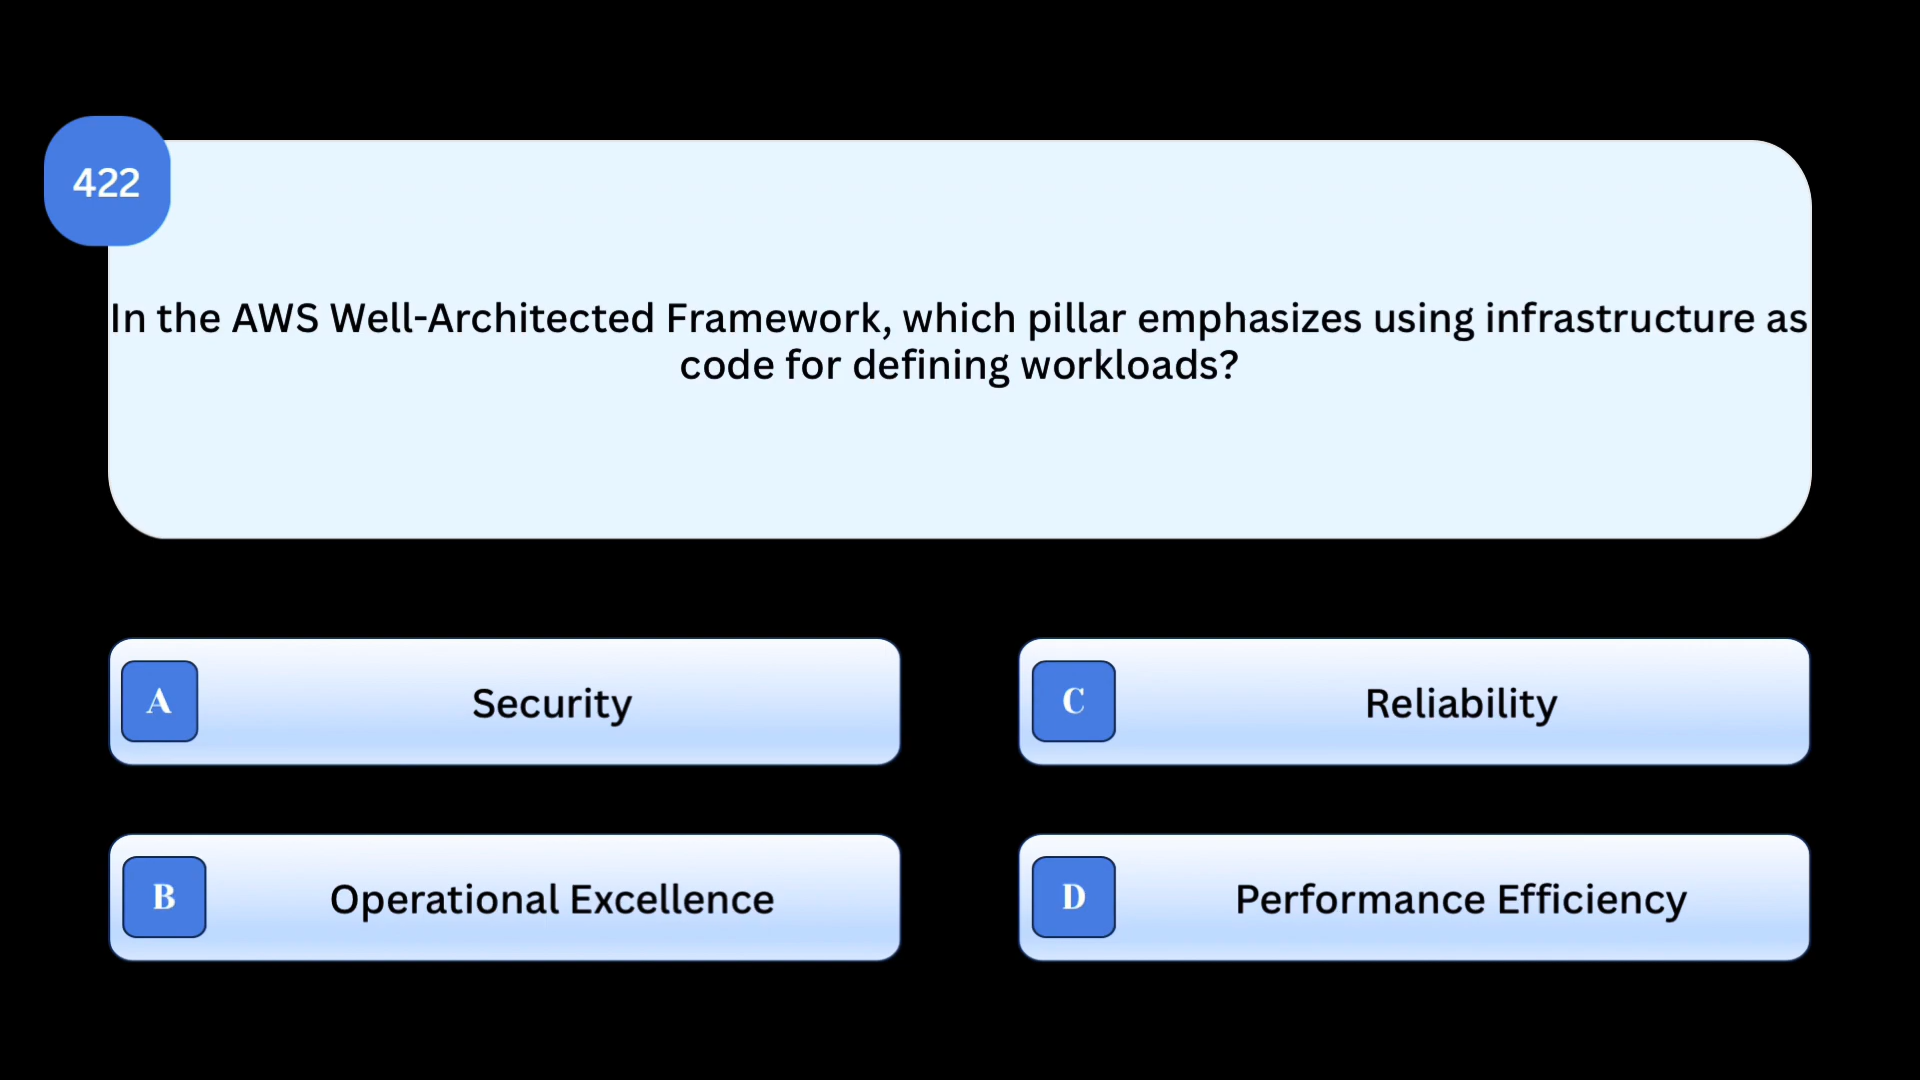 422
In the AWS Well-Architected Framework, which pillar emphasizes using infrastructure as
code for defining workloads?
A Security
B Operational Excellence
C Reliability
D Performance Efficiency